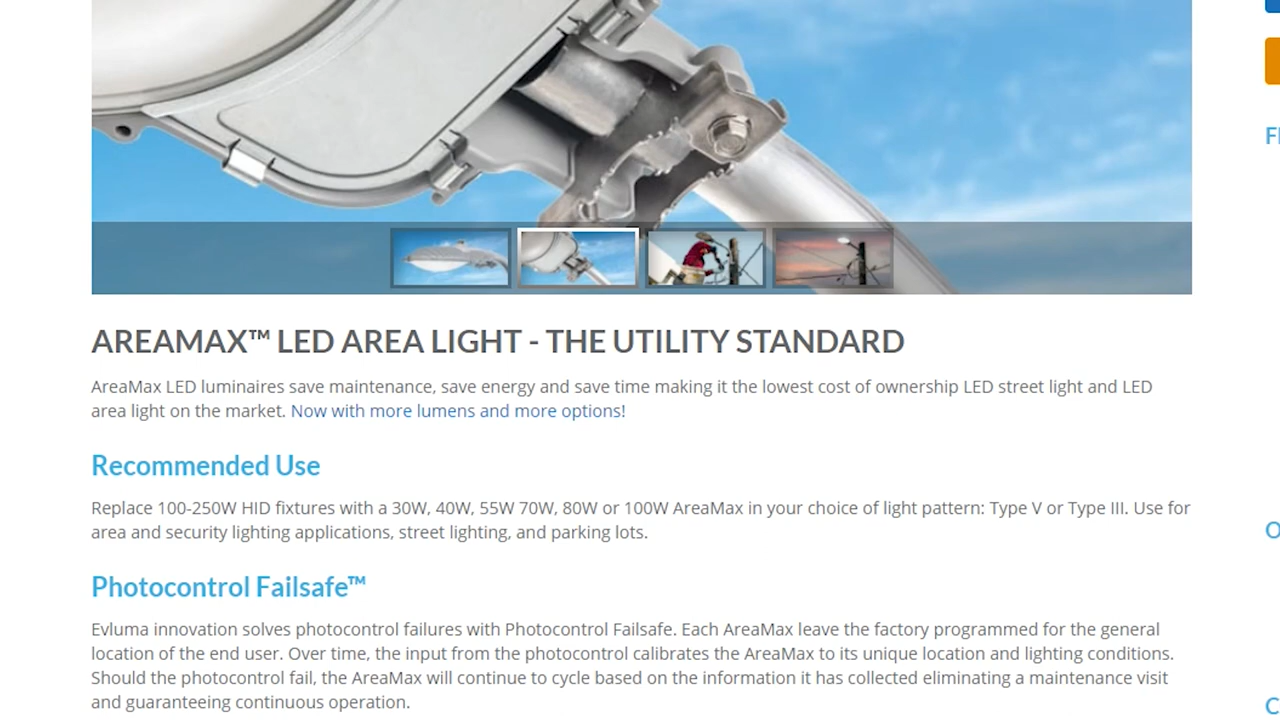 AREAMAX™ LED AREA LIGHT - THE UTILITY STANDARD
AreaMax LED luminaires save maintenance, save energy and save time making it the lowest cost of ownership LED street light and LED
area light on the market. Now with more lumens and more options!
Recommended Use
Replace 100-250W HID fixtures with a 30W, 40W, 55W 70W, 80W or 100W AreaMax in your choice of light pattern: Type V or Type III. Use for
area and security lighting applications, street lighting, and parking lots.
Photocontrol Failsafe™
Evluma innovation solves photocontrol failures with Photocontrol Failsafe. Each AreaMax leave the factory programmed for the general
location of the end user. Over time, the input from the photocontrol calibrates the AreaMax to its unique location and lighting conditions.
Should the photocontrol fail, the AreaMax will continue to cycle based on the information it has collected eliminating a maintenance visit
and guaranteeing continuous operation.